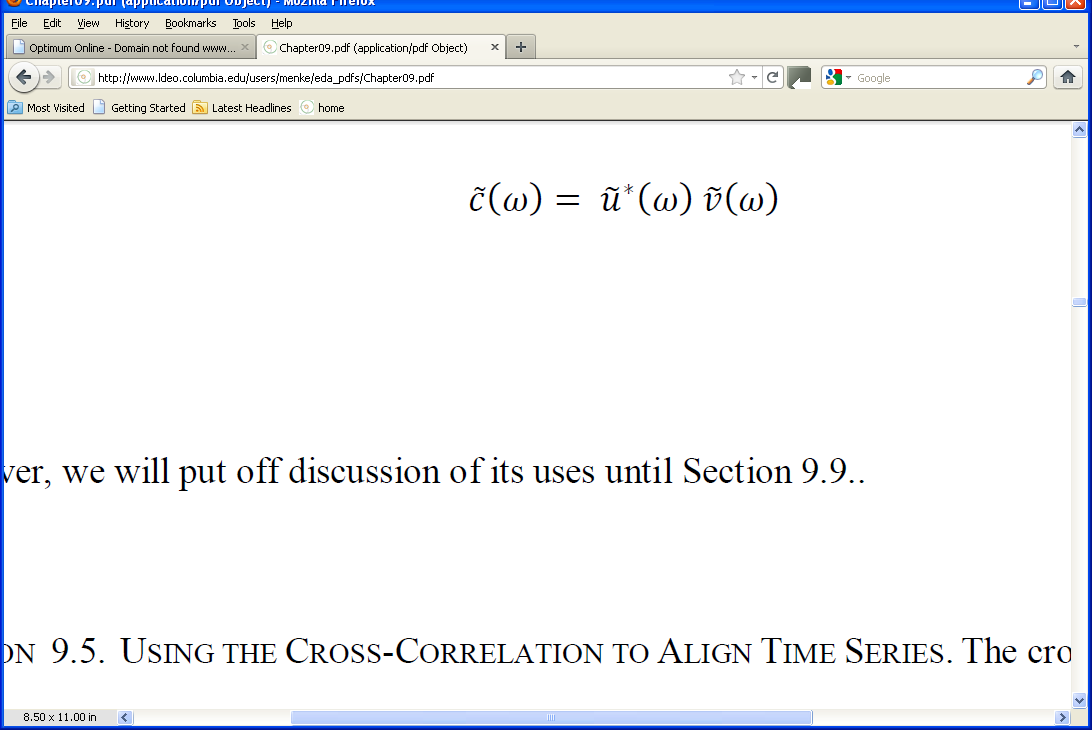 Chapter09.pdf (application/pdf Object) - Mozilla Firefox
File Edit View History Bookmarks Tools Help
Optimum Online - Domain not found www... × Chapter09.pdf (application/pdf Object) × +
http://www.ldeo.columbia.edu/users/menke/eda_pdfs/Chapter09.pdf Google
Most Visited Getting Started Latest Headlines home
c̃(ω) = ũ*(ω) ṽ(ω)
ver, we will put off discussion of its uses until Section 9.9..
ON 9.5. USING THE CROSS-CORRELATION TO ALIGN TIME SERIES. The cro
8.50 x 11.00 in